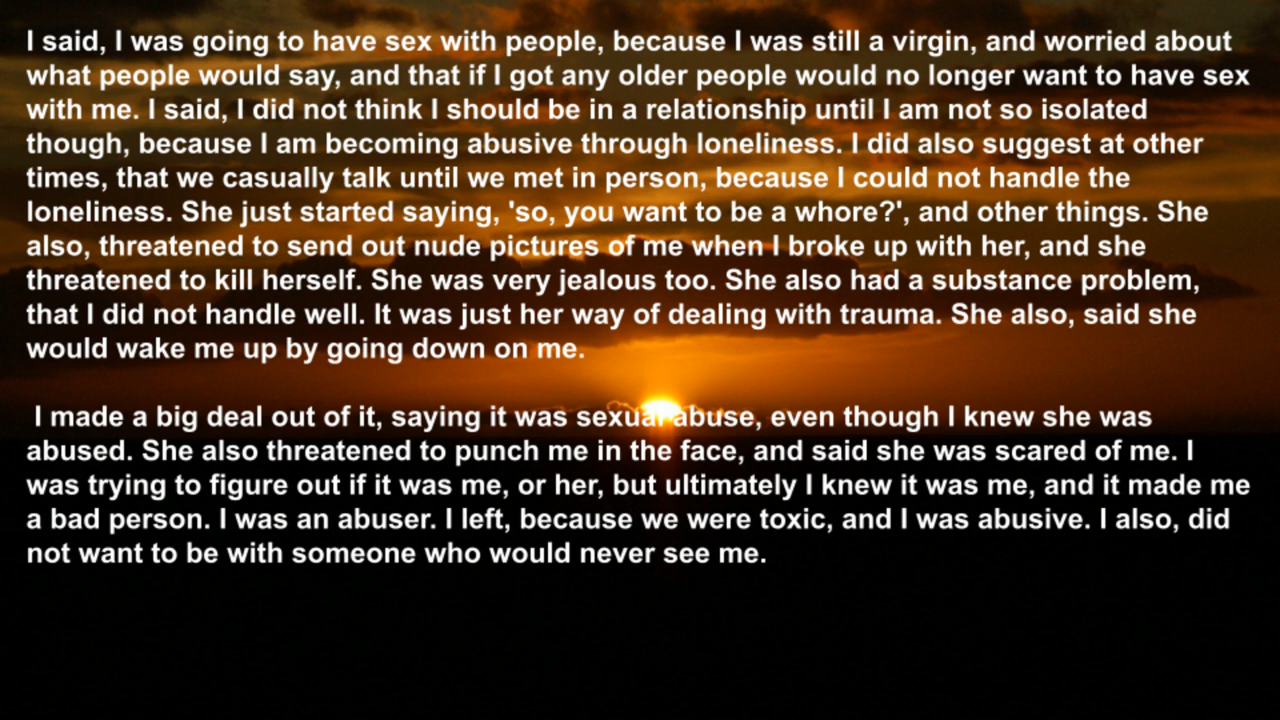 I said, I was going to have sex with people, because I was still a virgin, and worried about
what people would say, and that if I got any older people would no longer want to have sex
with me. I said, I did not think I should be in a relationship until I am not so isolated
though, because I am becoming abusive through loneliness. I did also suggest at other
times, that we casually talk until we met in person, because I could not handle the
loneliness. She just started saying, 'so, you want to be a whore?', and other things. She
also, threatened to send out nude pictures of me when I broke up with her, and she
threatened to kill herself. She was very jealous too. She also had a substance problem,
that I did not handle well. It was just her way of dealing with trauma. She also, said she
would wake me up by going down on me.
I made a big deal out of it, saying it was sexual abuse, even though I knew she was
abused. She also threatened to punch me in the face, and said she was scared of me. I
was trying to figure out if it was me, or her, but ultimately I knew it was me, and it made me
a bad person. I was an abuser. I left, because we were toxic, and I was abusive. I also, did
not want to be with someone who would never see me.